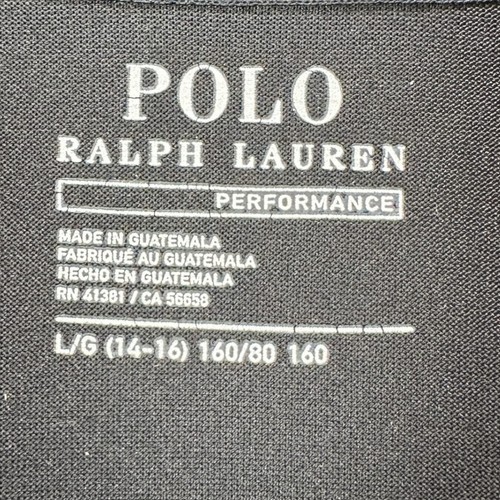 POLO
RALPH LAUREN
PERFORMANCE
MADE IN GUATEMALA
FABRIQUÉ AU GUATEMALA
HECHO EN GUATEMALA
RN 41381 / CA 56658
L/G (14-16) 160/80 160